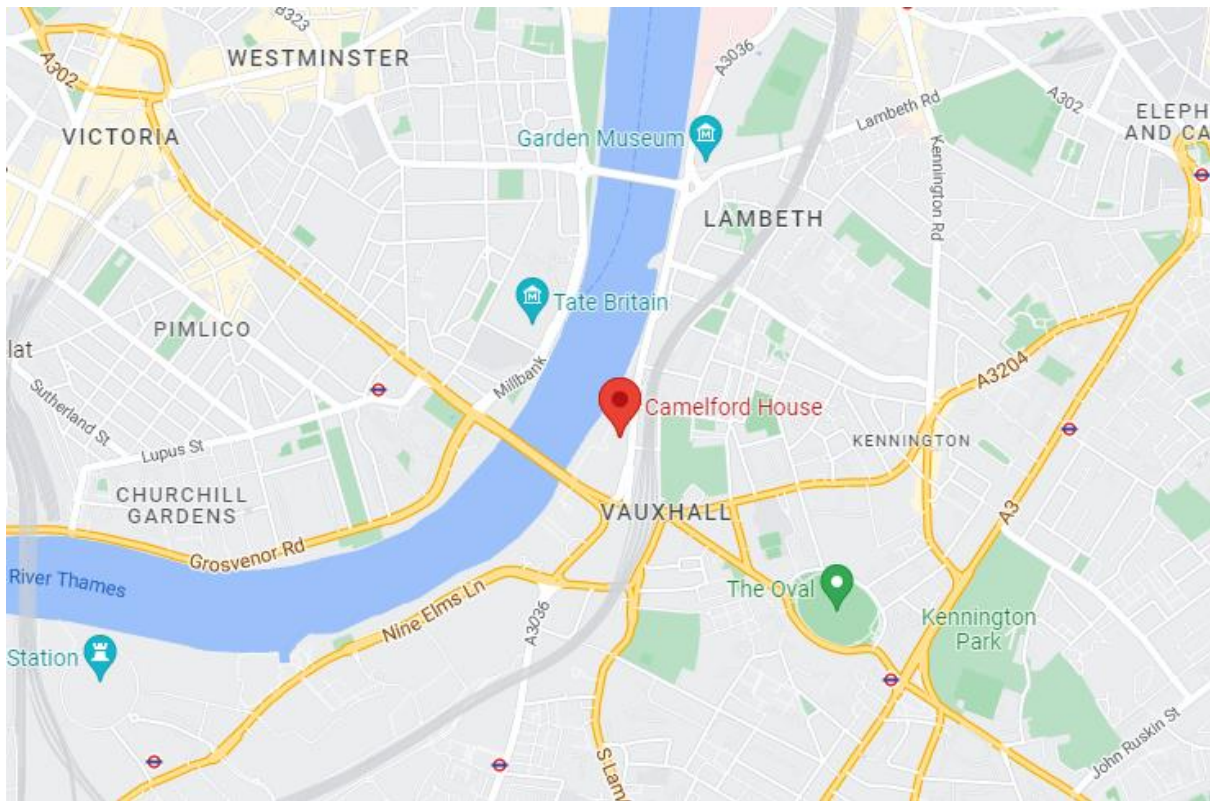 B323
A3036
WESTMINSTER
A302
A302
Lambeth Rd
ELEPH
AND CA
VICTORIA
Garden Museum
Kennington Rd
LAMBETH
Tate Britain
PIMLICO
lat
Millbank
A3204
Sutherland St
Camelford House
Lupus St
KENNINGTON
CHURCHILL
GARDENS
VAUXHALL
A3
Grosvenor Rd
River Thames
Nine Elms Ln
The Oval
A3036
Kennington
Park
Station
John Ruskin St
S Lam